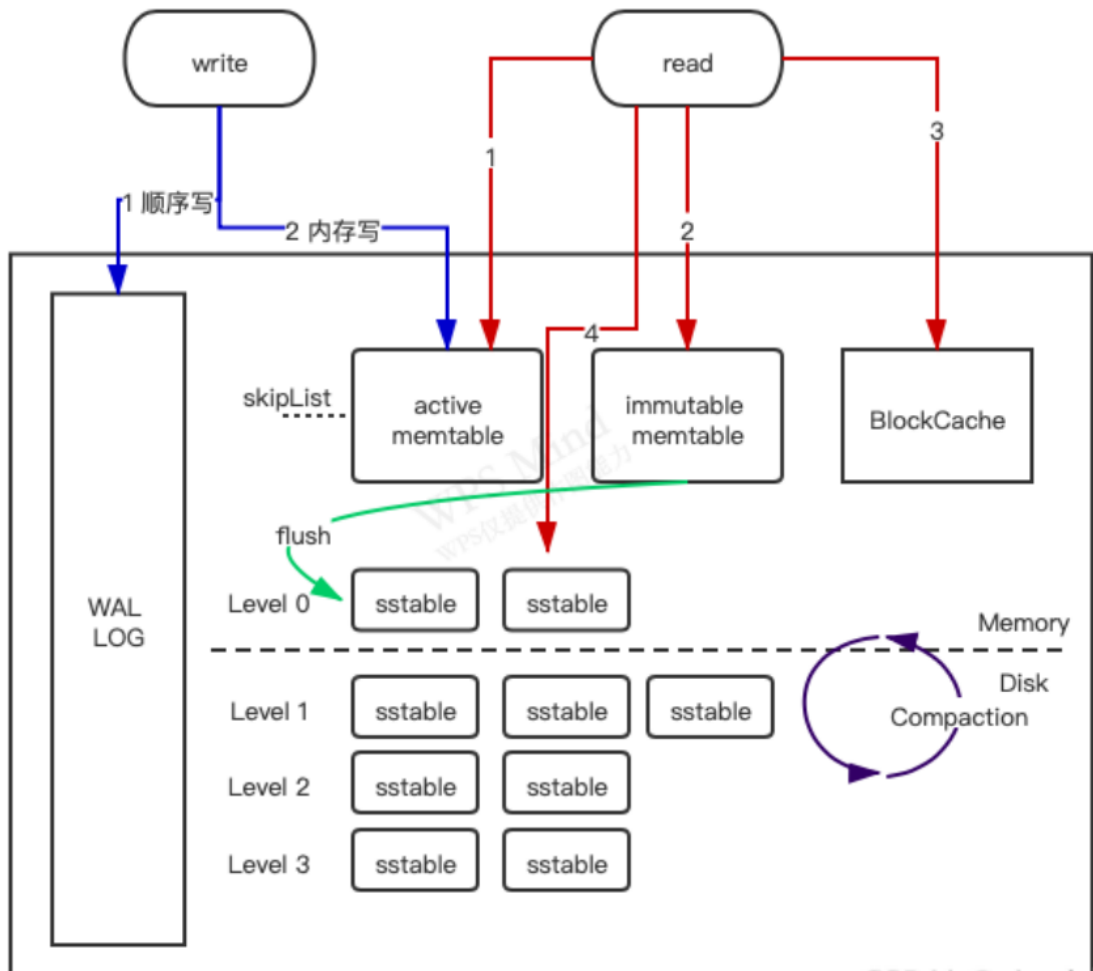 write
read
1
3
1 顺序写
2 内存写
2
4
skipList
active
memtable
immutable
memtable
BlockCache
WPS Mind
flush
WAL
LOG
Level 0
sstable
sstable
Memory
Disk
Level 1
sstable
sstable
sstable
Compaction
Level 2
sstable
sstable
Level 3
sstable
sstable